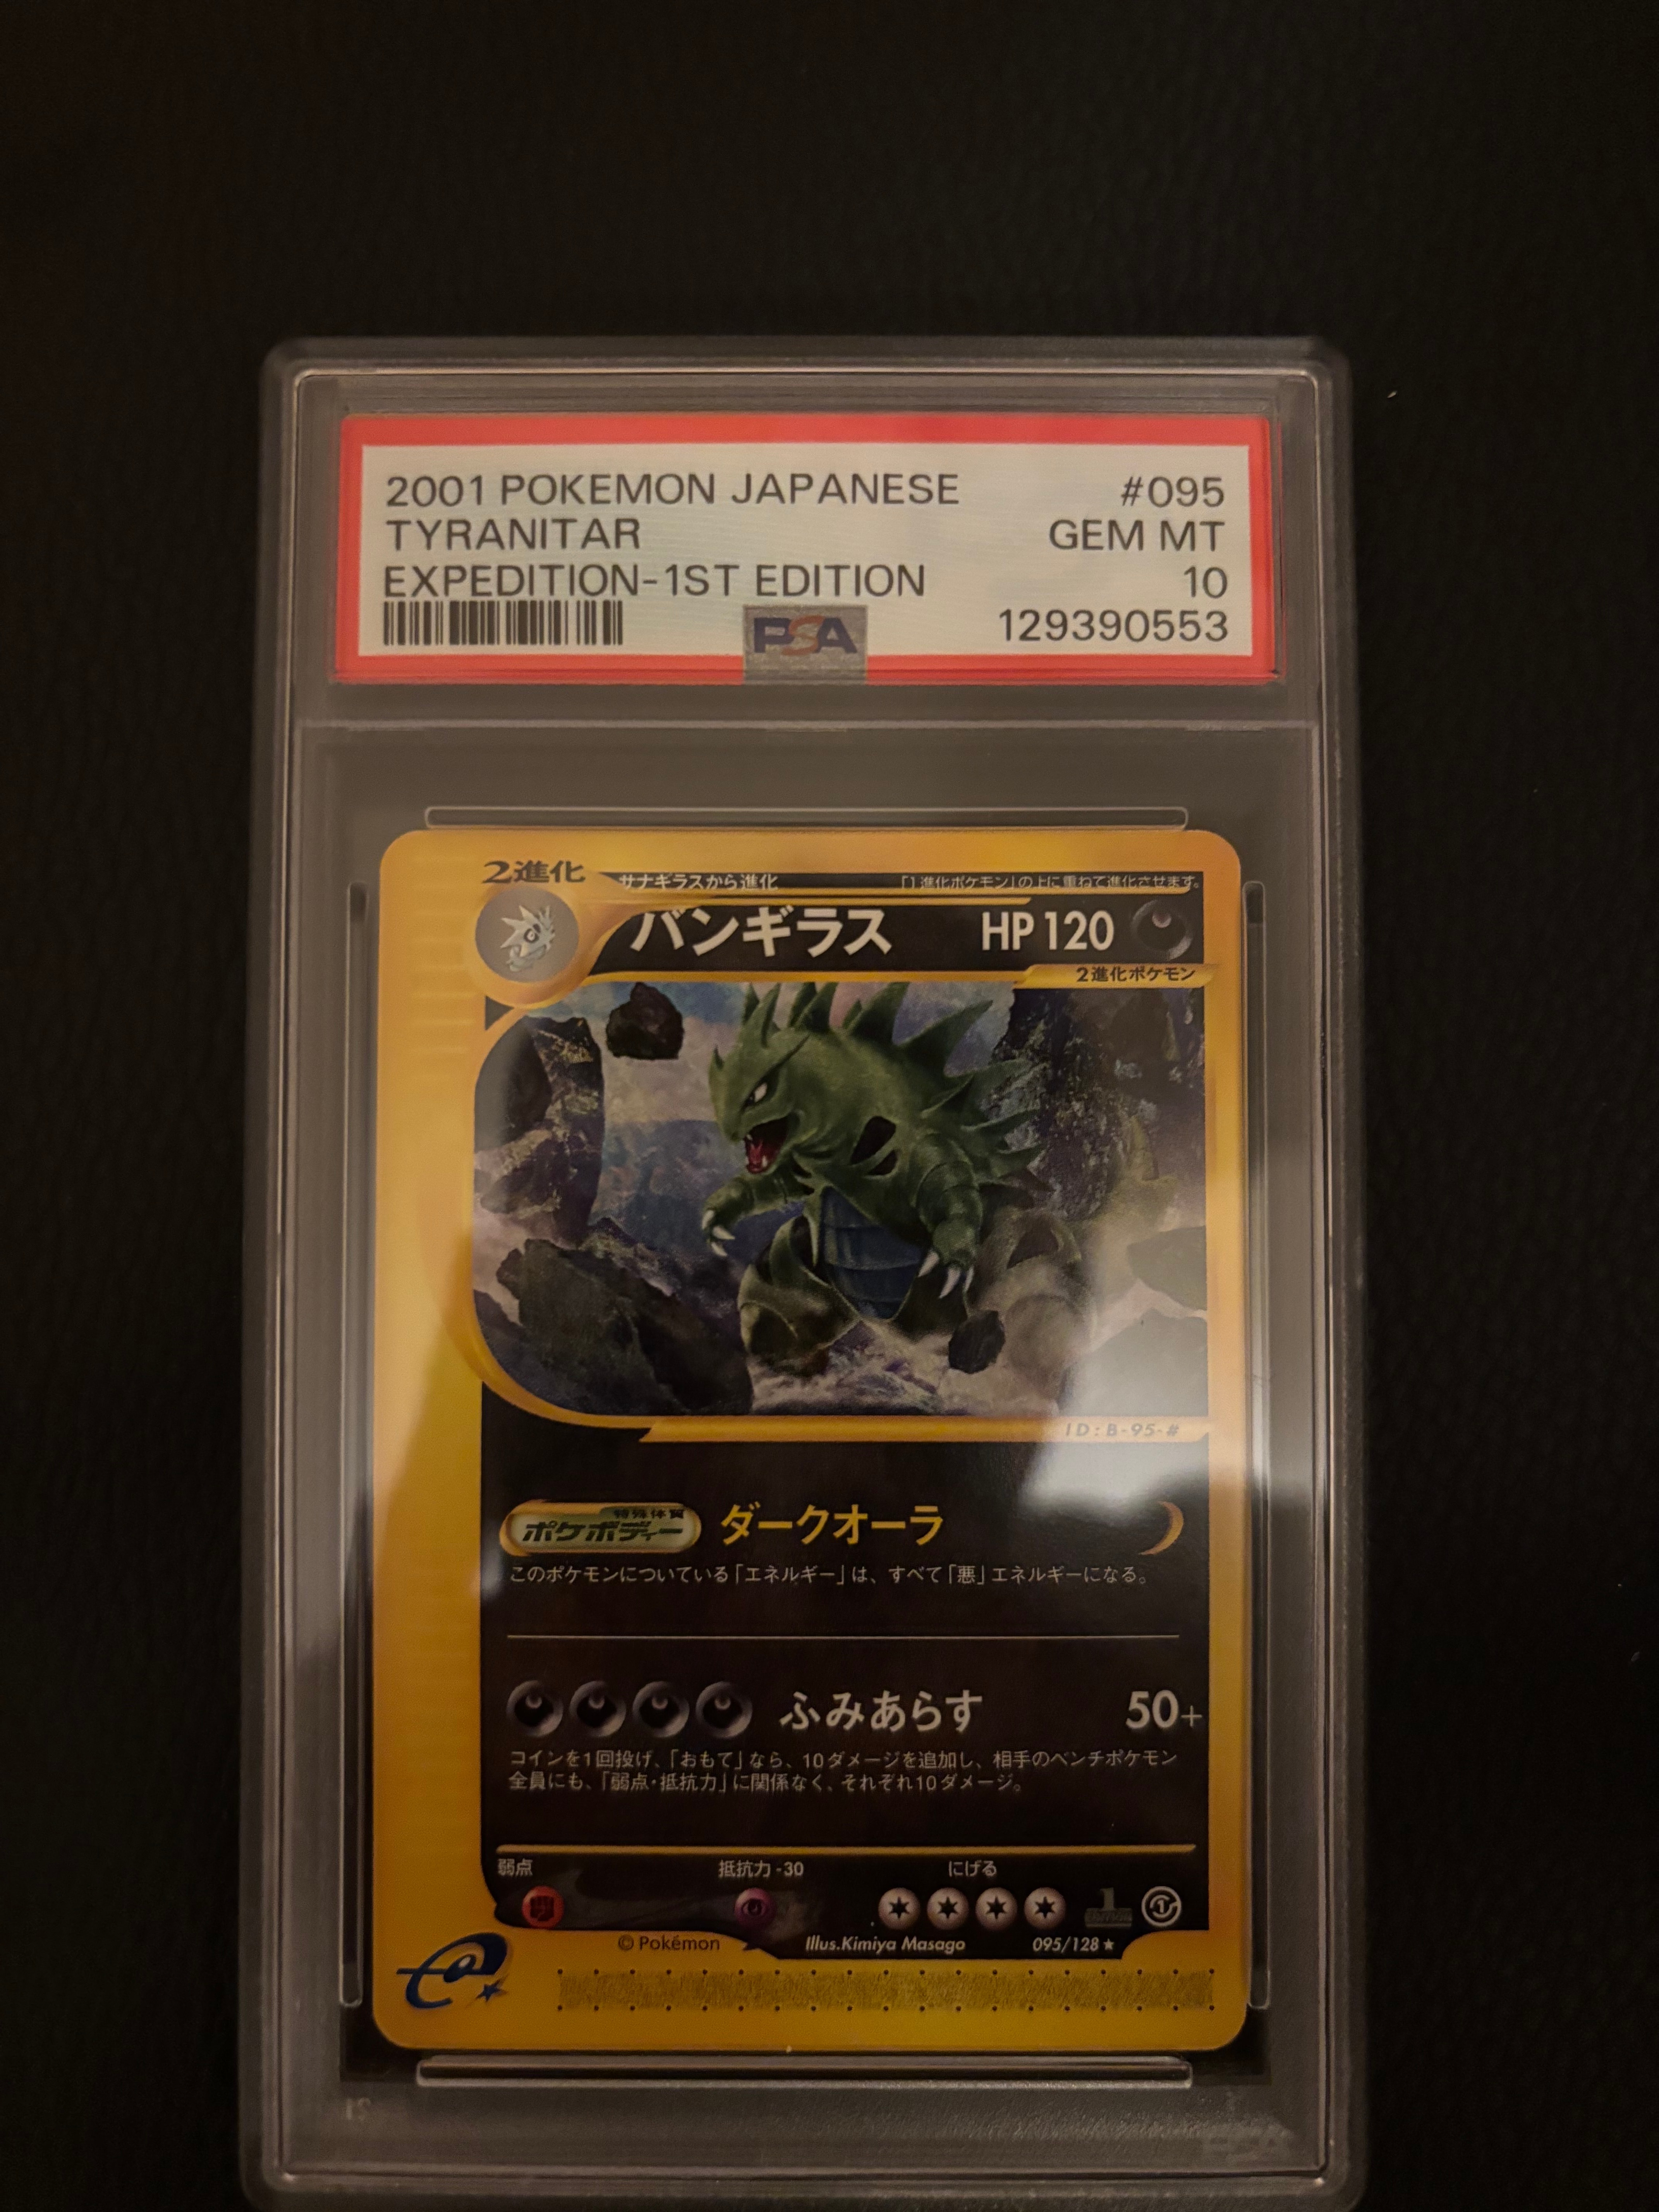 2001 POKEMON JAPANESE #095
TYRANITAR GEM MT
EXPEDITION-1ST EDITION 10
PSA 129390553
2進化
サナギラスから進化 「1進化ポケモン」の上に重ねて進化させます。
バンギラス HP 120
2進化ポケモン
ID:B-95-#
特殊体質
ポケボディー ダークオーラ
このポケモンについている「エネルギー」は、すべて「悪」エネルギーになる。
ふみあらす 50+
コインを1回投げ、「おもて」なら、10ダメージを追加し、相手のベンチポケモン
全員にも、「弱点・抵抗力」に関係なく、それぞれ10ダメージ。
弱点 抵抗力 -30 にげる
1 EDITION
© Pokémon Illus.Kimiya Masago 095/128 ★
e